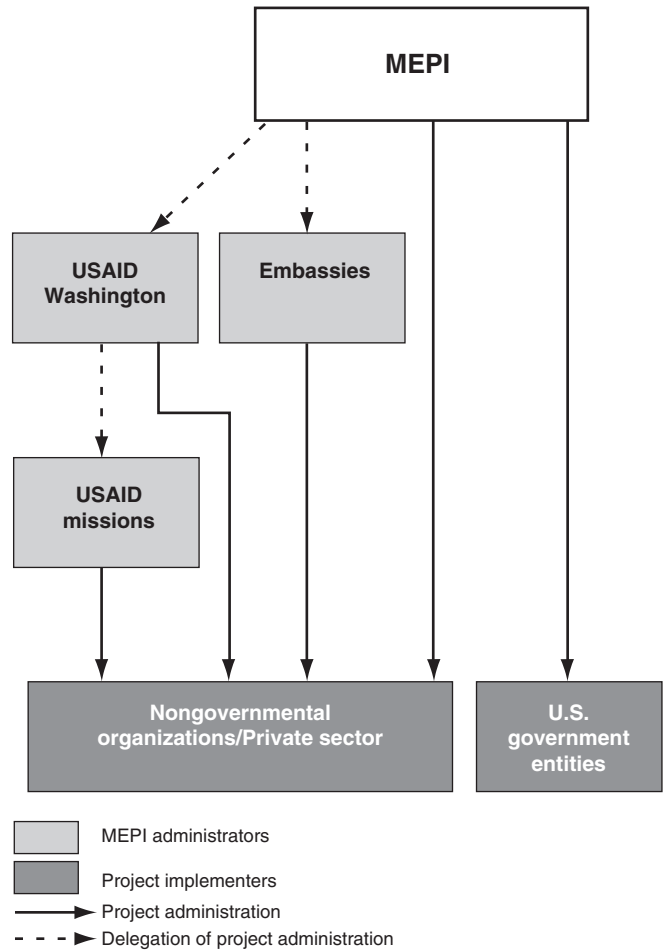 MEPI
USAID
Washington
Embassies
USAID
missions
Nongovernmental
organizations/Private sector
U.S.
government
entities
MEPI administrators
Project implementers
Project administration
Delegation of project administration